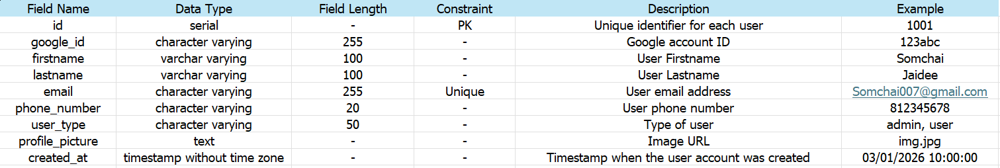 Field Name Data Type Field Length Constraint Description Example
id serial - PK Unique identifier for each user 1001
google_id character varying 255 - Google account ID 123abc
firstname varchar varying 100 - User Firstname Somchai
lastname varchar varying 100 - User Lastname Jaidee
email character varying 255 Unique User email address Somchai007@gmail.com
phone_number character varying 20 - User phone number 812345678
user_type character varying 50 - Type of user admin, user
profile_picture text - - Image URL img.jpg
created_at timestamp without time zone - - Timestamp when the user account was created 03/01/2026 10:00:00